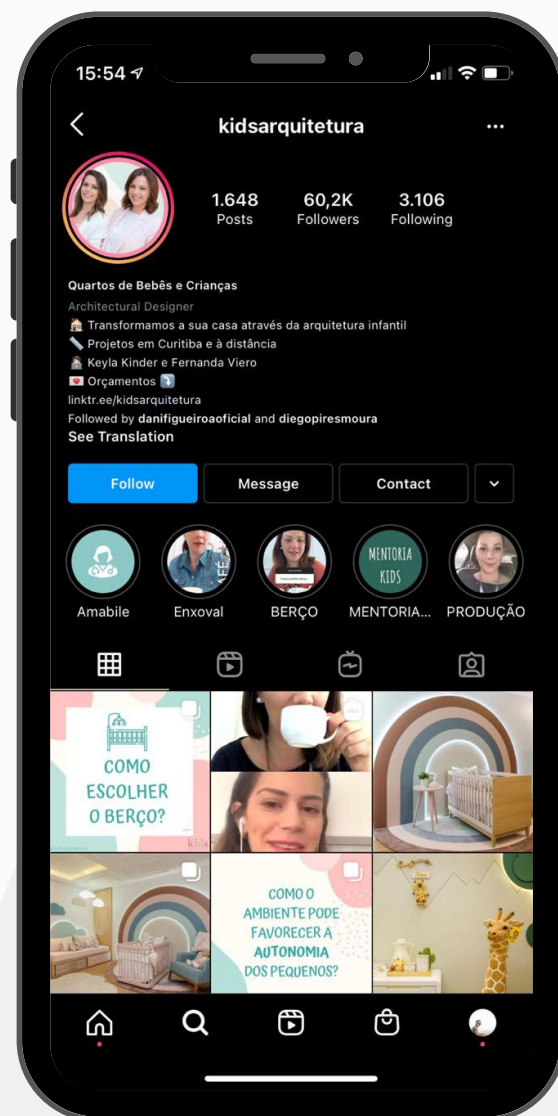 15:54
kidsarquitetura
1.648 60,2K 3.106
Posts Followers Following
Quartos de Bebês e Crianças
Architectural Designer
Transformamos a sua casa através da arquitetura infantil
Projetos em Curitiba e à distância
Keyla Kinder e Fernanda Viero
Orçamentos
linktr.ee/kidsarquitetura
Followed by danifigueiroaoficial and diegopiresmoura
See Translation
Follow Message Contact
MENTORIA
KIDS
Amabile Enxoval BERÇO MENTORIA... PRODUÇÃO
COMO
ESCOLHER
O BERÇO?
kids
COMO O
AMBIENTE PODE
FAVORECER A
AUTONOMIA
DOS PEQUENOS?